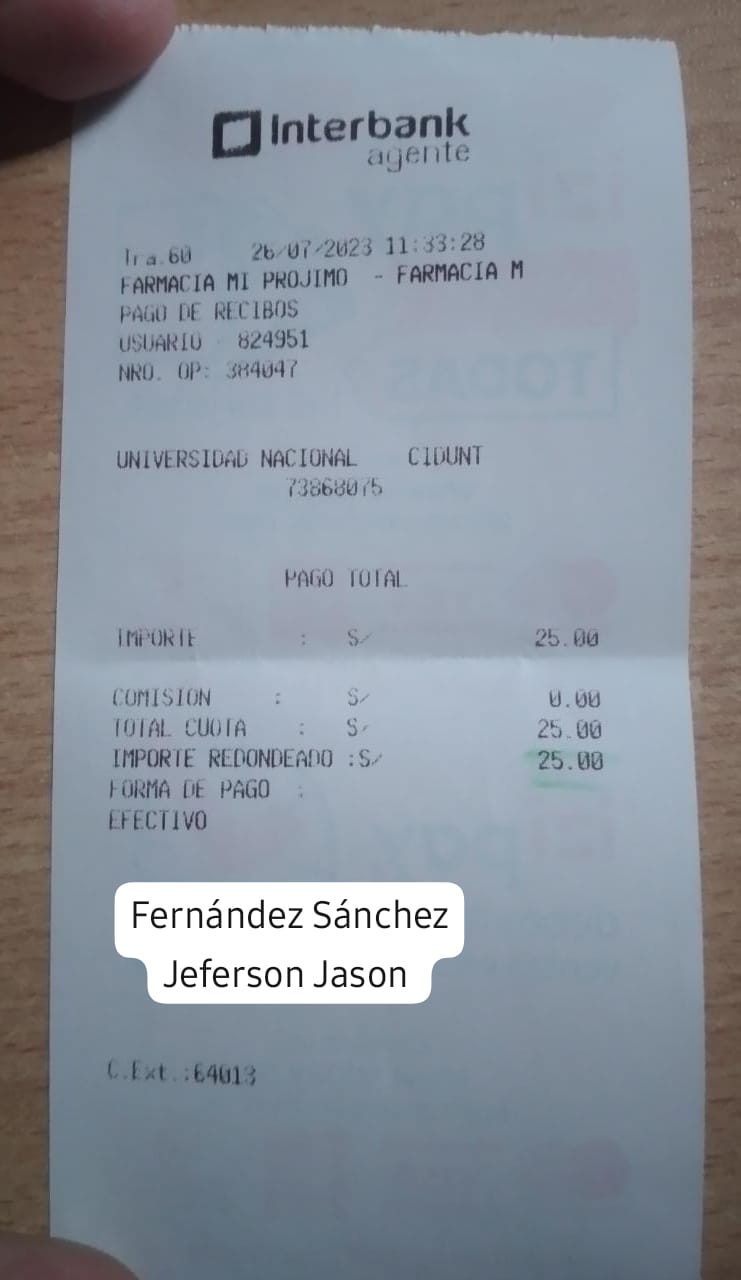 Interbank
agente
Tra.60 26/07/2023 11:33:28
FARMACIA MI PROJIMO - FARMACIA M
PAGO DE RECIBOS
USUARIO 824951
NRO. OP: 384047
UNIVERSIDAD NACIONAL CIDUNT
73868075
PAGO TOTAL
IMPORTE : S/ 25.00
COMISION : S/ 0.00
TOTAL CUOTA : S/ 25.00
IMPORTE REDONDEADO :S/ 25.00
FORMA DE PAGO :
EFECTIVO
Fernández Sánchez
Jeferson Jason
C.Ext.:64013